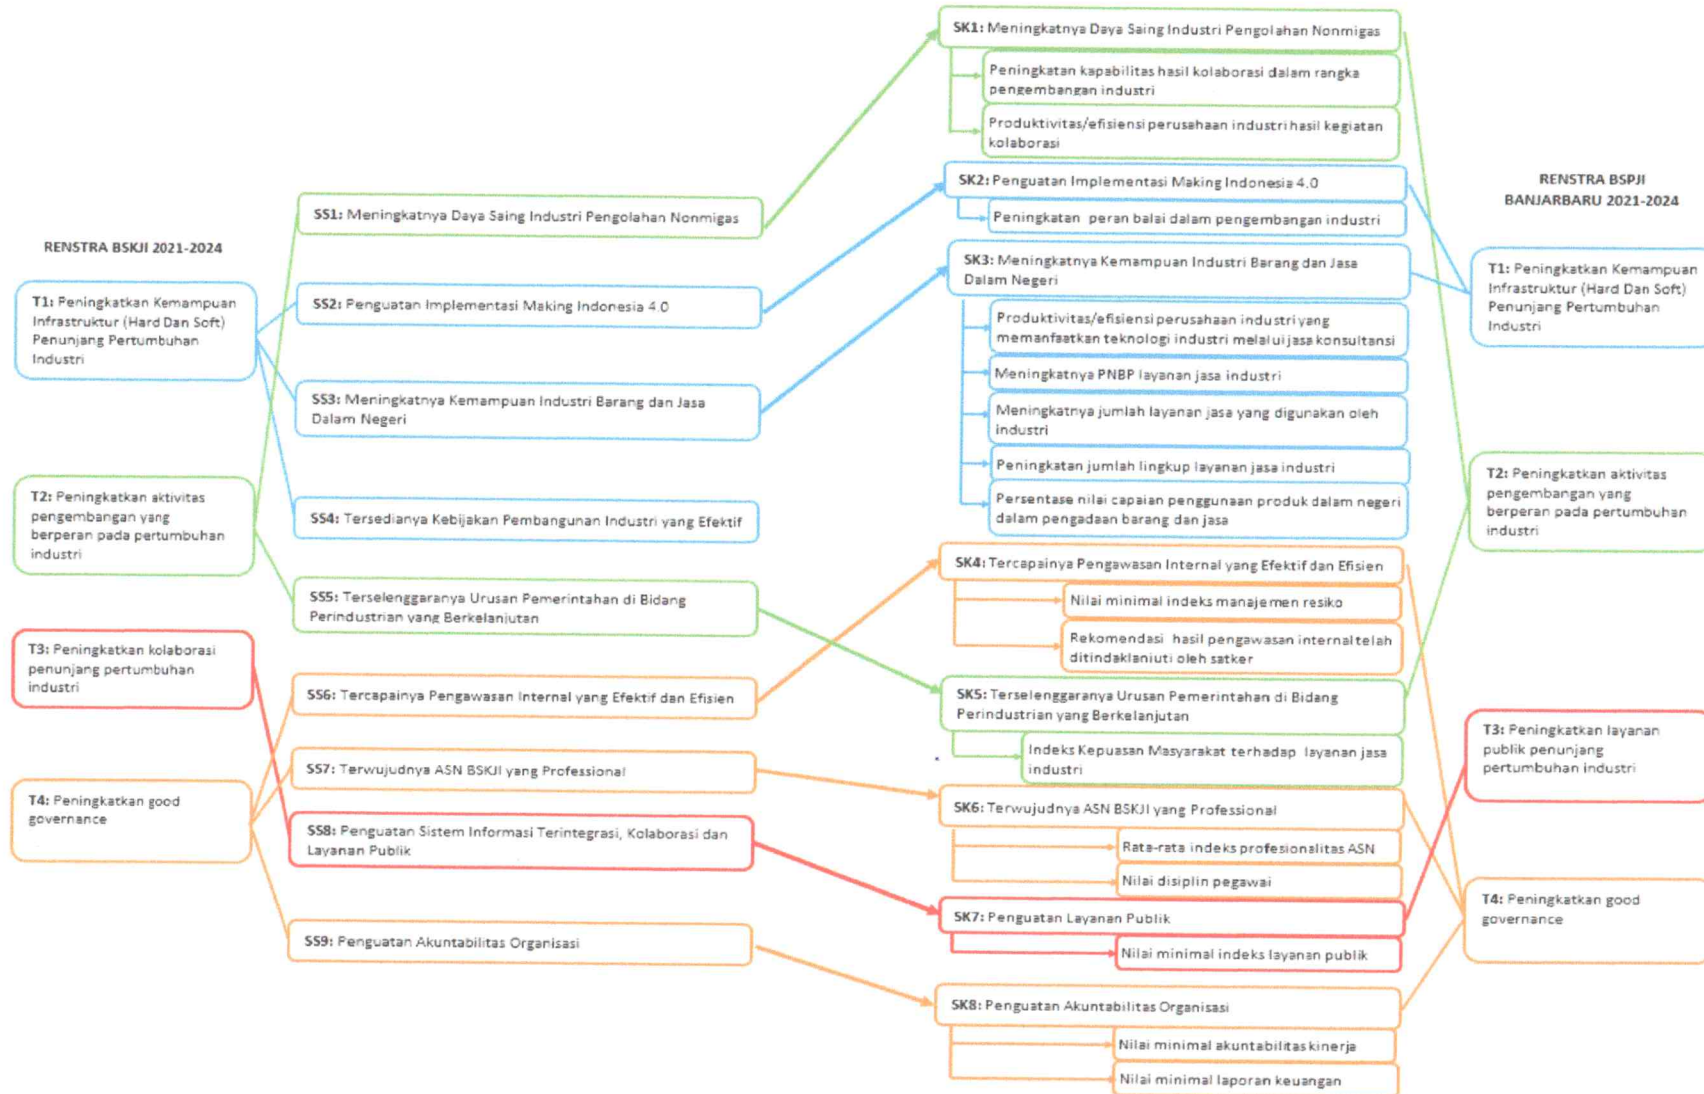 RENSTRA BSKJI 2021-2024
T1: Peningkatkan Kemampuan
Infrastruktur (Hard Dan Soft)
Penunjang Pertumbuhan
Industri
T2: Peningkatkan aktivitas
pengembangan yang
berperan pada pertumbuhan
industri
T3: Peningkatkan kolaborasi
penunjang pertumbuhan
industri
T4: Peningkatkan good
governance
SS1: Meningkatnya Daya Saing Industri Pengolahan Nonmigas
SS2: Penguatan Implementasi Making Indonesia 4.0
SS3: Meningkatnya Kemampuan Industri Barang dan Jasa
Dalam Negeri
SS4: Tersedianya Kebijakan Pembangunan Industri yang Efektif
SS5: Terselenggaranya Urusan Pemerintahan di Bidang
Perindustrian yang Berkelanjutan
SS6: Tercapainya Pengawasan Internal yang Efektif dan Efisien
SS7: Terwujudnya ASN BSKJI yang Professional
SS8: Penguatan Sistem Informasi Terintegrasi, Kolaborasi dan
Layanan Publik
SS9: Penguatan Akuntabilitas Organisasi
SK1: Meningkatnya Daya Saing Industri Pengolahan Nonmigas
Peningkatan kapabilitas hasil kolaborasi dalam rangka
pengembangan industri
Produktivitas/efisiensi perusahaan industri hasil kegiatan
kolaborasi
SK2: Penguatan Implementasi Making Indonesia 4.0
Peningkatan peran balai dalam pengembangan industri
SK3: Meningkatnya Kemampuan Industri Barang dan Jasa
Dalam Negeri
Produktivitas/efisiensi perusahaan industri yang
memanfaatkan teknologi industri melalui jasa konsultansi
Meningkatnya PNBP layanan jasa industri
Meningkatnya jumlah layanan jasa yang digunakan oleh
industri
Peningkatan jumlah lingkup layanan jasa industri
Persentase nilai capaian penggunaan produk dalam negeri
dalam pengadaan barang dan jasa
SK4: Tercapainya Pengawasan Internal yang Efektif dan Efisien
Nilai minimal indeks manajemen resiko
Rekomendasi hasil pengawasan internal telah
ditindaklanjuti oleh satker
SK5: Terselenggaranya Urusan Pemerintahan di Bidang
Perindustrian yang Berkelanjutan
Indeks Kepuasan Masyarakat terhadap layanan jasa
industri
SK6: Terwujudnya ASN BSKJI yang Professional
Rata-rata indeks profesionalitas ASN
Nilai disiplin pegawai
SK7: Penguatan Layanan Publik
Nilai minimal indeks layanan publik
SK8: Penguatan Akuntabilitas Organisasi
Nilai minimal akuntabilitas kinerja
Nilai minimal laporan keuangan
RENSTRA BSPJI
BANJARBARU 2021-2024
T1: Peningkatan Kemampuan
Infrastruktur (Hard Dan Soft)
Penunjang Pertumbuhan
Industri
T2: Peningkatan aktivitas
pengembangan yang
berperan pada pertumbuhan
industri
T3: Peningkatan layanan
publik penunjang
pertumbuhan industri
T4: Peningkatan good
governance